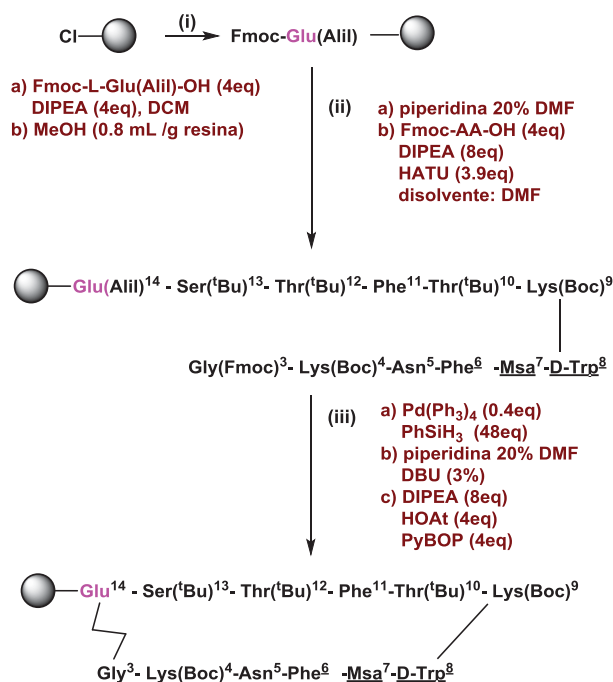 Cl (i) Fmoc-Glu(Alil)
a) Fmoc-L-Glu(Alil)-OH (4eq)
DIPEA (4eq), DCM
b) MeOH (0.8 mL /g resina)
(ii)
a) piperidina 20% DMF
b) Fmoc-AA-OH (4eq)
DIPEA (8eq)
HATU (3.9eq)
disolvente: DMF
Glu(Alil)¹⁴ - Ser(ᵗBu)¹³- Thr(ᵗBu)¹²- Phe¹¹-Thr(ᵗBu)¹⁰- Lys(Boc)⁹
Gly(Fmoc)³- Lys(Boc)⁴-Asn⁵-Phe⁶ -Msa⁷-D-Trp⁸
(iii)
a) Pd(Ph₃)₄ (0.4eq)
PhSiH₃ (48eq)
b) piperidina 20% DMF
DBU (3%)
c) DIPEA (8eq)
HOAt (4eq)
PyBOP (4eq)
Glu¹⁴ - Ser(ᵗBu)¹³- Thr(ᵗBu)¹²- Phe¹¹-Thr(ᵗBu)¹⁰- Lys(Boc)⁹
Gly³- Lys(Boc)⁴-Asn⁵-Phe⁶ -Msa⁷-D-Trp⁸